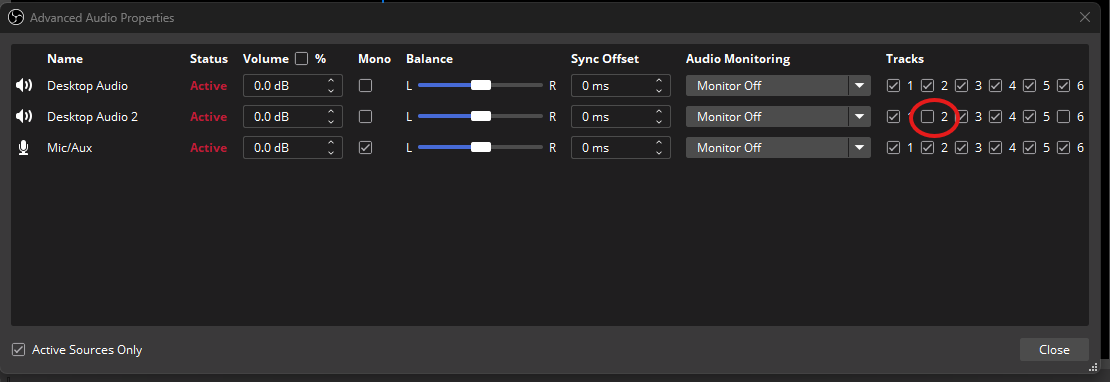 Advanced Audio Properties
Name Status Volume % Mono Balance Sync Offset Audio Monitoring Tracks
Desktop Audio Active 0.0 dB L R 0 ms Monitor Off 1 2 3 4 5 6
Desktop Audio 2 Active 0.0 dB L R 0 ms Monitor Off 1 2 3 4 5 6
Mic/Aux Active 0.0 dB L R 0 ms Monitor Off 1 2 3 4 5 6
Active Sources Only Close